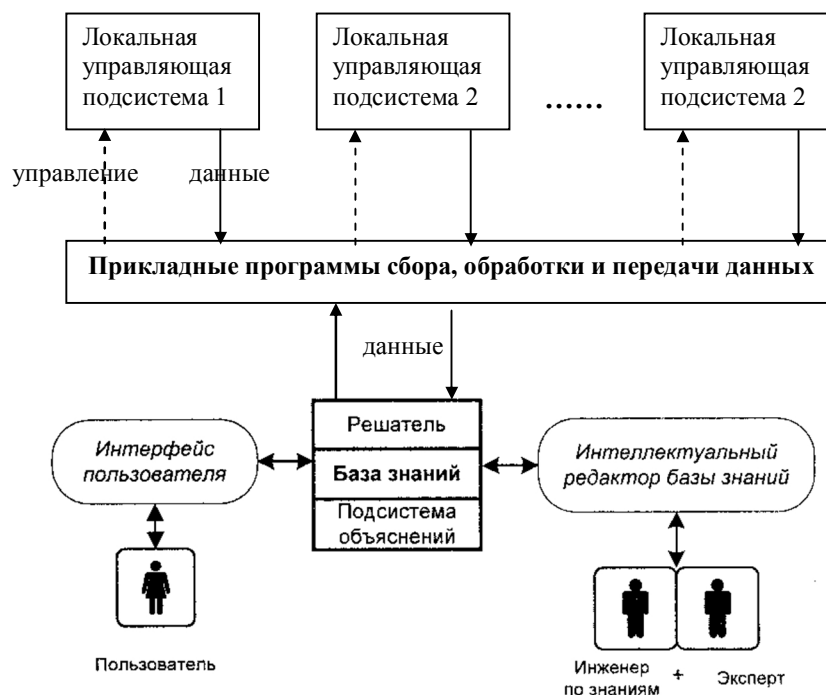 Локальная
управляющая
подсистема 1
Локальная
управляющая
подсистема 2
......
Локальная
управляющая
подсистема 2
управление
данные
Прикладные программы сбора, обработки и передачи данных
данные
Решатель
База знаний
Подсистема
объяснений
Интерфейс
пользователя
Интеллектуальный
редактор базы знаний
Пользователь
Инженер
по знаниям
+
Эксперт